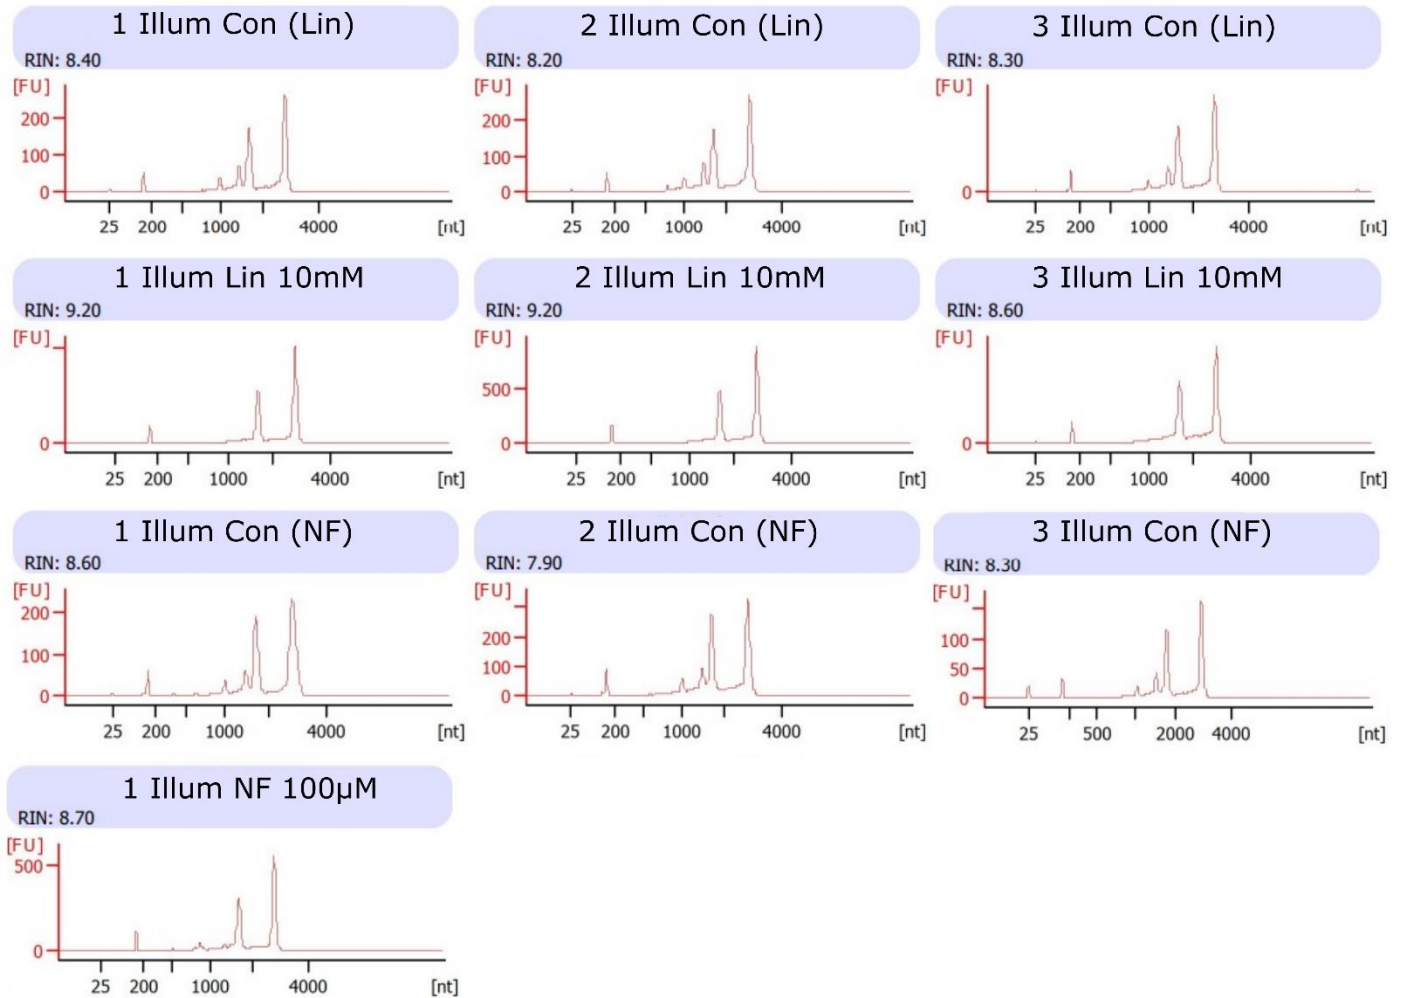 1 Illum Con (Lin)
RIN: 8.40
[FU]
200
100
0
25 200 1000 4000 [nt]
2 Illum Con (Lin)
RIN: 8.20
[FU]
200
100
0
25 200 1000 4000 [nt]
3 Illum Con (Lin)
RIN: 8.30
[FU]
0
25 200 1000 4000 [nt]
1 Illum Lin 10mM
RIN: 9.20
[FU]
0
25 200 1000 4000 [nt]
2 Illum Lin 10mM
RIN: 9.20
[FU]
500
0
25 200 1000 4000 [nt]
3 Illum Lin 10mM
RIN: 8.60
[FU]
0
25 200 1000 4000 [nt]
1 Illum Con (NF)
RIN: 8.60
[FU]
200
100
0
25 200 1000 4000 [nt]
2 Illum Con (NF)
RIN: 7.90
[FU]
200
100
0
25 200 1000 4000 [nt]
3 Illum Con (NF)
RIN: 8.30
[FU]
100
50
0
25 500 2000 4000 [nt]
1 Illum NF 100µM
RIN: 8.70
[FU]
500
0
25 200 1000 4000 [nt]